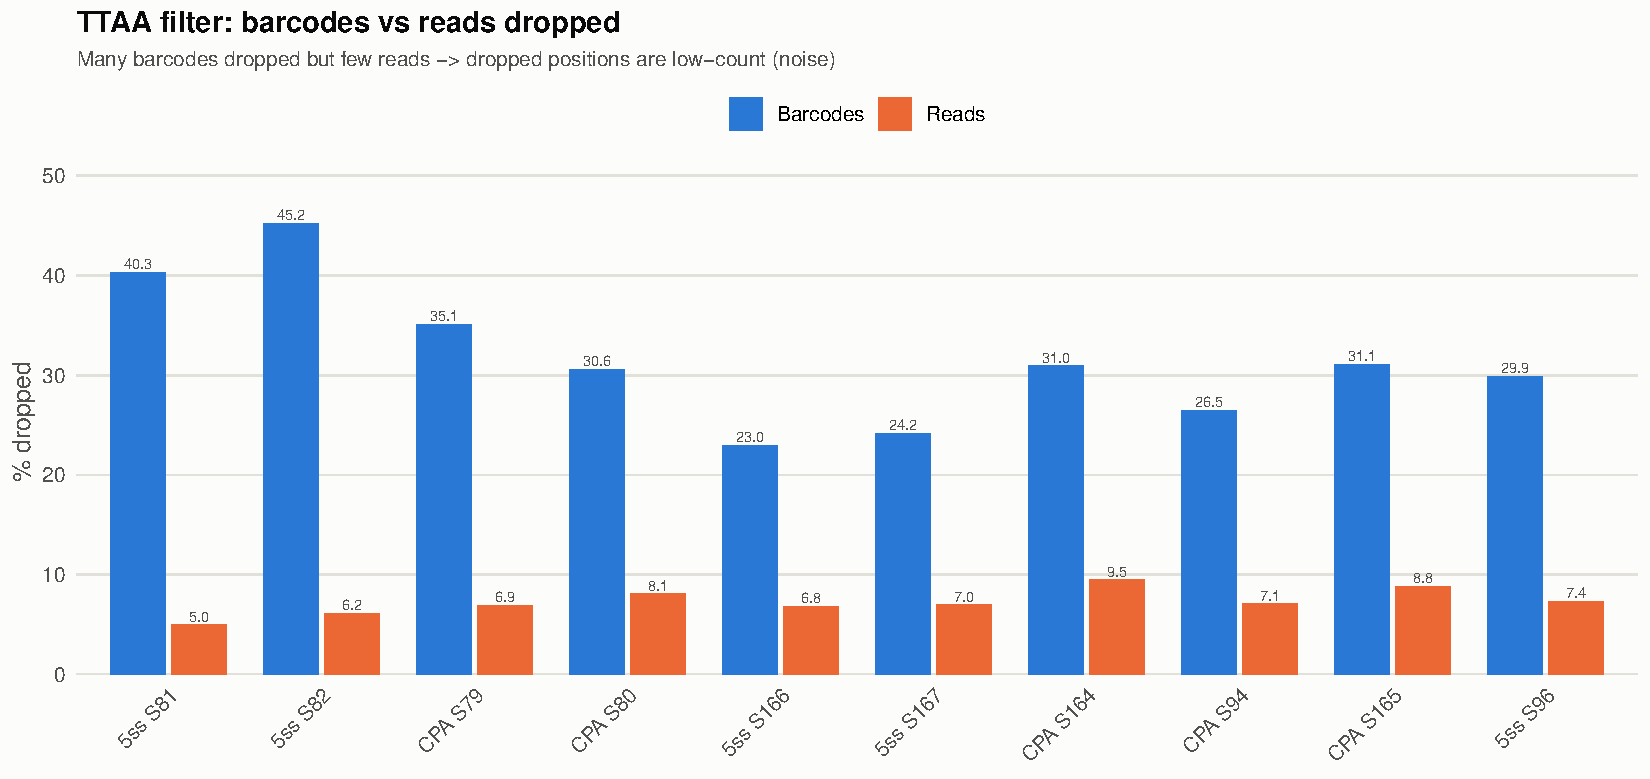 TTAA filter: barcodes vs reads dropped
Many barcodes dropped but few reads −> dropped positions are low−count (noise)
Barcodes Reads
% dropped
50
40
30
20
10
0
40.3 5.0
45.2 6.2
35.1 6.9
30.6 8.1
23.0 6.8
24.2 7.0
31.0 9.5
26.5 7.1
31.1 8.8
29.9 7.4
5ss S81
5ss S82
CPA S79
CPA S80
5ss S166
5ss S167
CPA S164
CPA S94
CPA S165
5ss S96